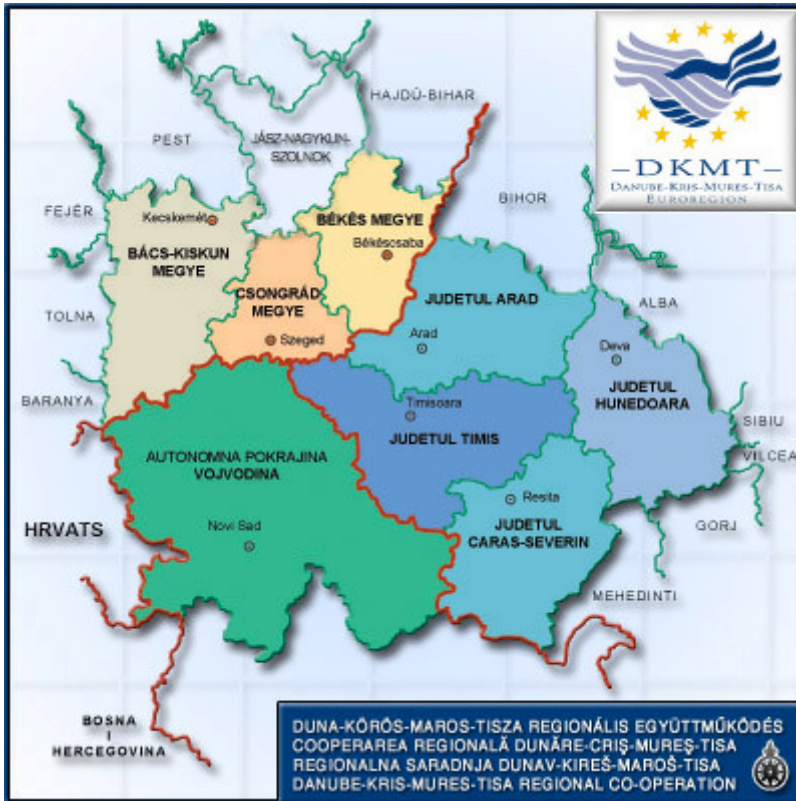 HAJDÚ-BIHAR
PEST
JÁSZ-NAGYKUN-
SZOLNOK
– DKMT –
DANUBE-KRIS-MURES-TISA
EUROREGION
FEJÉR
Kecskemét
BÁCS-KISKUN
MEGYE
BÉKÉS MEGYE
Békéscsaba
BIHOR
CSONGRÁD
MEGYE
Szeged
JUDETUL ARAD
Arad
TOLNA
ALBA
Deva
JUDETUL
HUNEDOARA
BARANYA
Timisoara
JUDETUL TIMIS
SIBIU
VILCEA
AUTONOMNA POKRAJINA
VOJVODINA
Novi Sad
Resita
JUDETUL
CARAS-SEVERIN
GORJ
HRVATS
MEHEDINTI
BOSNA
I
HERCEGOVINA
DUNA-KÖRÖS-MAROS-TISZA REGIONÁLIS EGYÜTTMŰKÖDÉS
COOPERAREA REGIONALĂ DUNĂRE-CRIŞ-MUREŞ-TISA
REGIONALNA SARADNJA DUNAV-KIREŠ-MAROŠ-TISA
DANUBE-KRIS-MURES-TISA REGIONAL CO-OPERATION